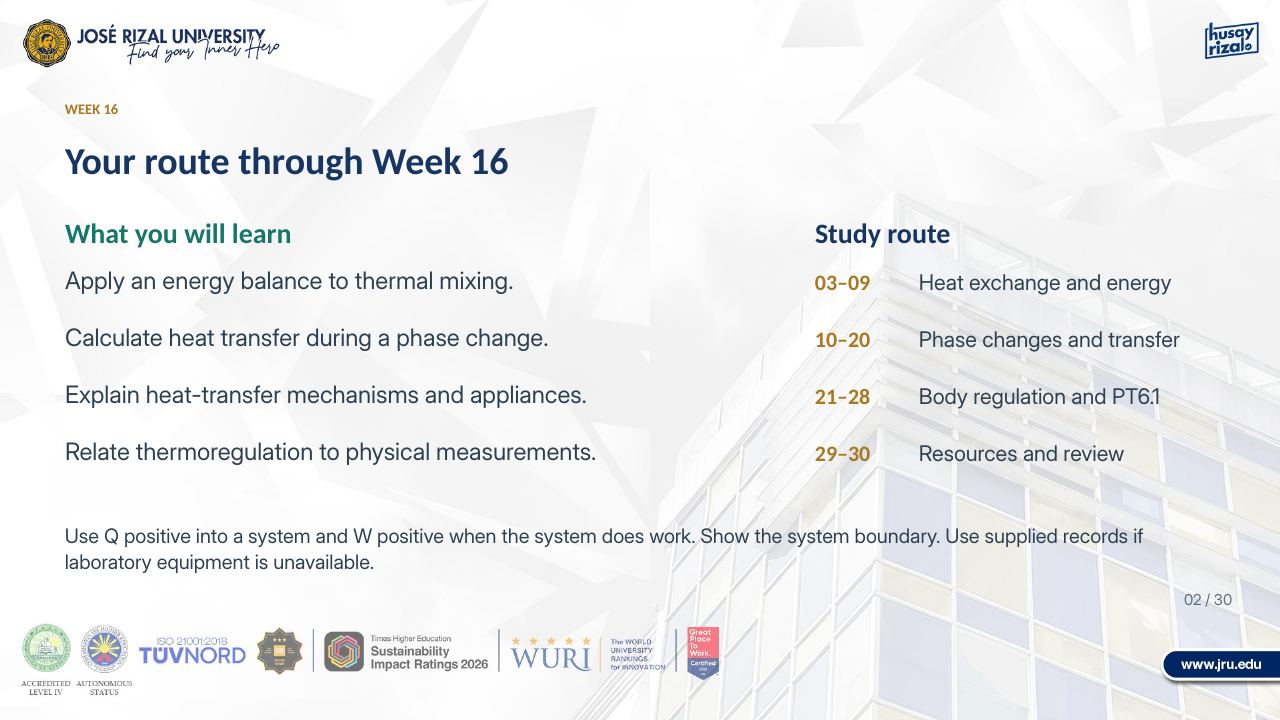 JOSÉ RIZAL UNIVERSITY
Find your Inner Hero
husay
rizal
WEEK 16
Your route through Week 16
What you will learn
Apply an energy balance to thermal mixing.
Calculate heat transfer during a phase change.
Explain heat-transfer mechanisms and appliances.
Relate thermoregulation to physical measurements.
Study route
03–09 Heat exchange and energy
10–20 Phase changes and transfer
21–28 Body regulation and PT6.1
29–30 Resources and review
Use Q positive into a system and W positive when the system does work. Show the system boundary. Use supplied records if
laboratory equipment is unavailable.
02 / 30
ACCREDITED
LEVEL IV
AUTONOMOUS
STATUS
ISO 21001:2018
TÜVNORD
Times Higher Education
Sustainability
Impact Ratings 2026
WURI
The WORLD
UNIVERSITY
RANKINGS
for INNOVATION
Great
Place
To
Work.
Certified
www.jru.edu